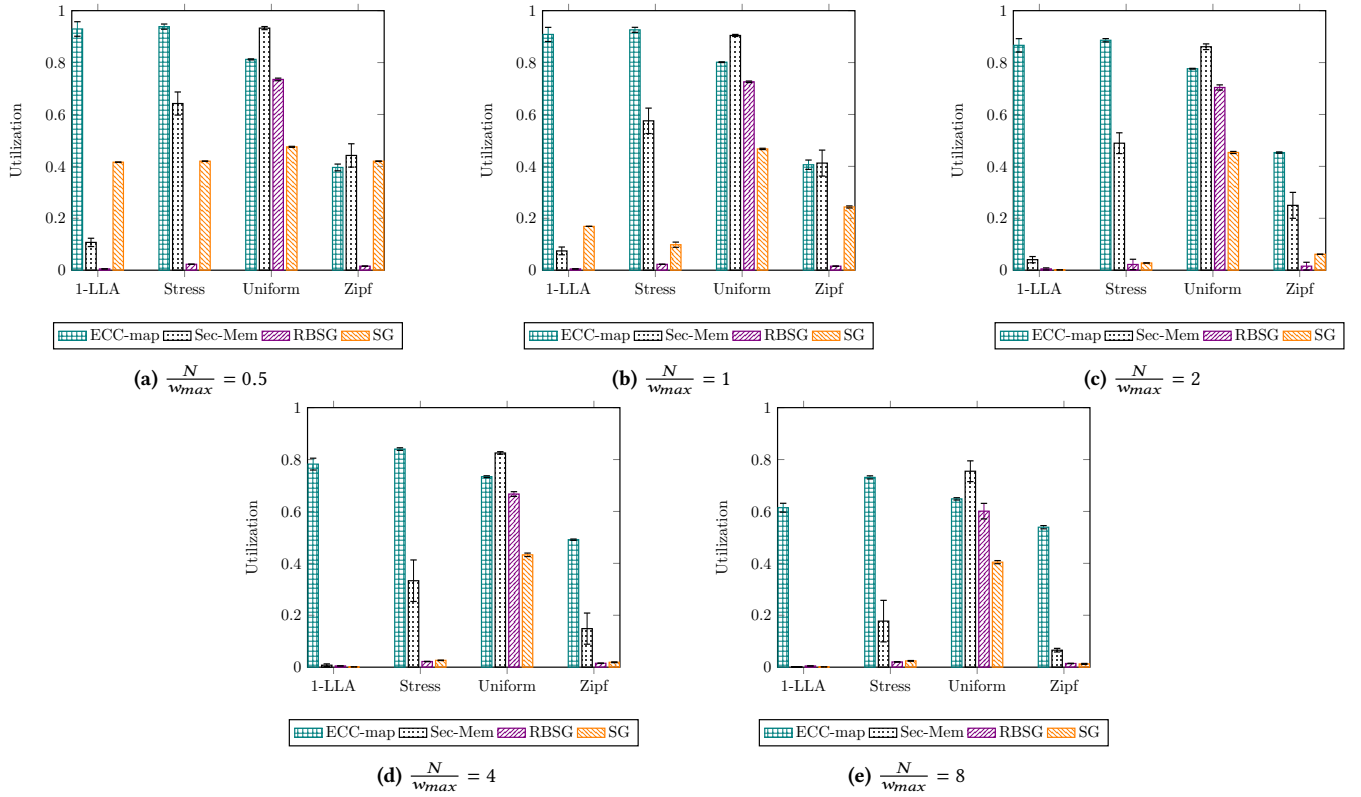 1
0.8
0.6
0.4
0.2
0
Utilization
1-LLA Stress Uniform Zipf
ECC-map Sec-Mem RBSG SG
(a) N/w_max = 0.5
1
0.8
0.6
0.4
0.2
0
Utilization
1-LLA Stress Uniform Zipf
ECC-map Sec-Mem RBSG SG
(b) N/w_max = 1
1
0.8
0.6
0.4
0.2
0
Utilization
1-LLA Stress Uniform Zipf
ECC-map Sec-Mem RBSG SG
(c) N/w_max = 2
1
0.8
0.6
0.4
0.2
0
Utilization
1-LLA Stress Uniform Zipf
ECC-map Sec-Mem RBSG SG
(d) N/w_max = 4
1
0.8
0.6
0.4
0.2
0
Utilization
1-LLA Stress Uniform Zipf
ECC-map Sec-Mem RBSG SG
(e) N/w_max = 8